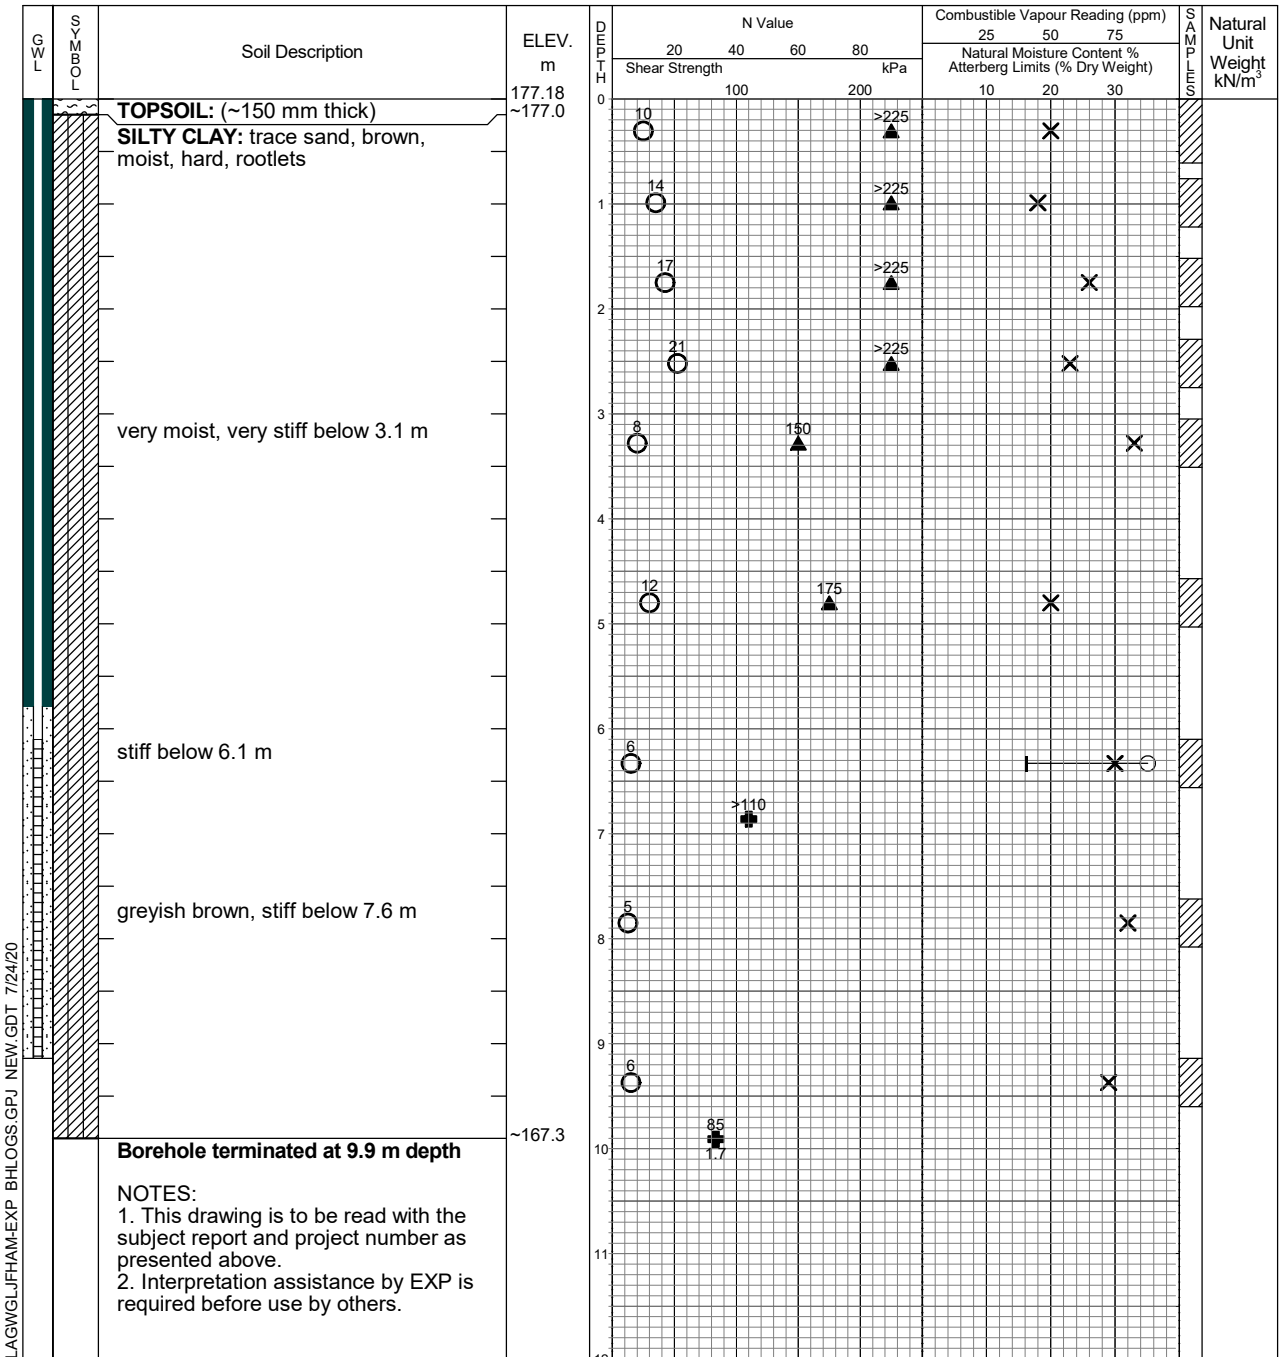 GWL
SYMBOL
Soil Description
ELEV.
m
177.18
DEPTH
N Value
20 40 60 80
Shear Strength kPa
100 200
Combustible Vapour Reading (ppm)
25 50 75
Natural Moisture Content %
Atterberg Limits (% Dry Weight)
10 20 30
SAMPLES
Natural
Unit
Weight
kN/m³
0
TOPSOIL: (~150 mm thick)
~177.0
SILTY CLAY: trace sand, brown,
moist, hard, rootlets
10 >225
14 >225
1
17 >225
2
21 >225
3
very moist, very stiff below 3.1 m
8 150
4
12 175
5
6
stiff below 6.1 m
6
>110
7
greyish brown, stiff below 7.6 m
5
8
9
6
~167.3
85
1.7
10
Borehole terminated at 9.9 m depth
NOTES:
1. This drawing is to be read with the
subject report and project number as
presented above.
2. Interpretation assistance by EXP is
required before use by others.
11
LAGWGLJFHAM-EXP BHLOGS.GPJ NEW.GDT 7/24/20